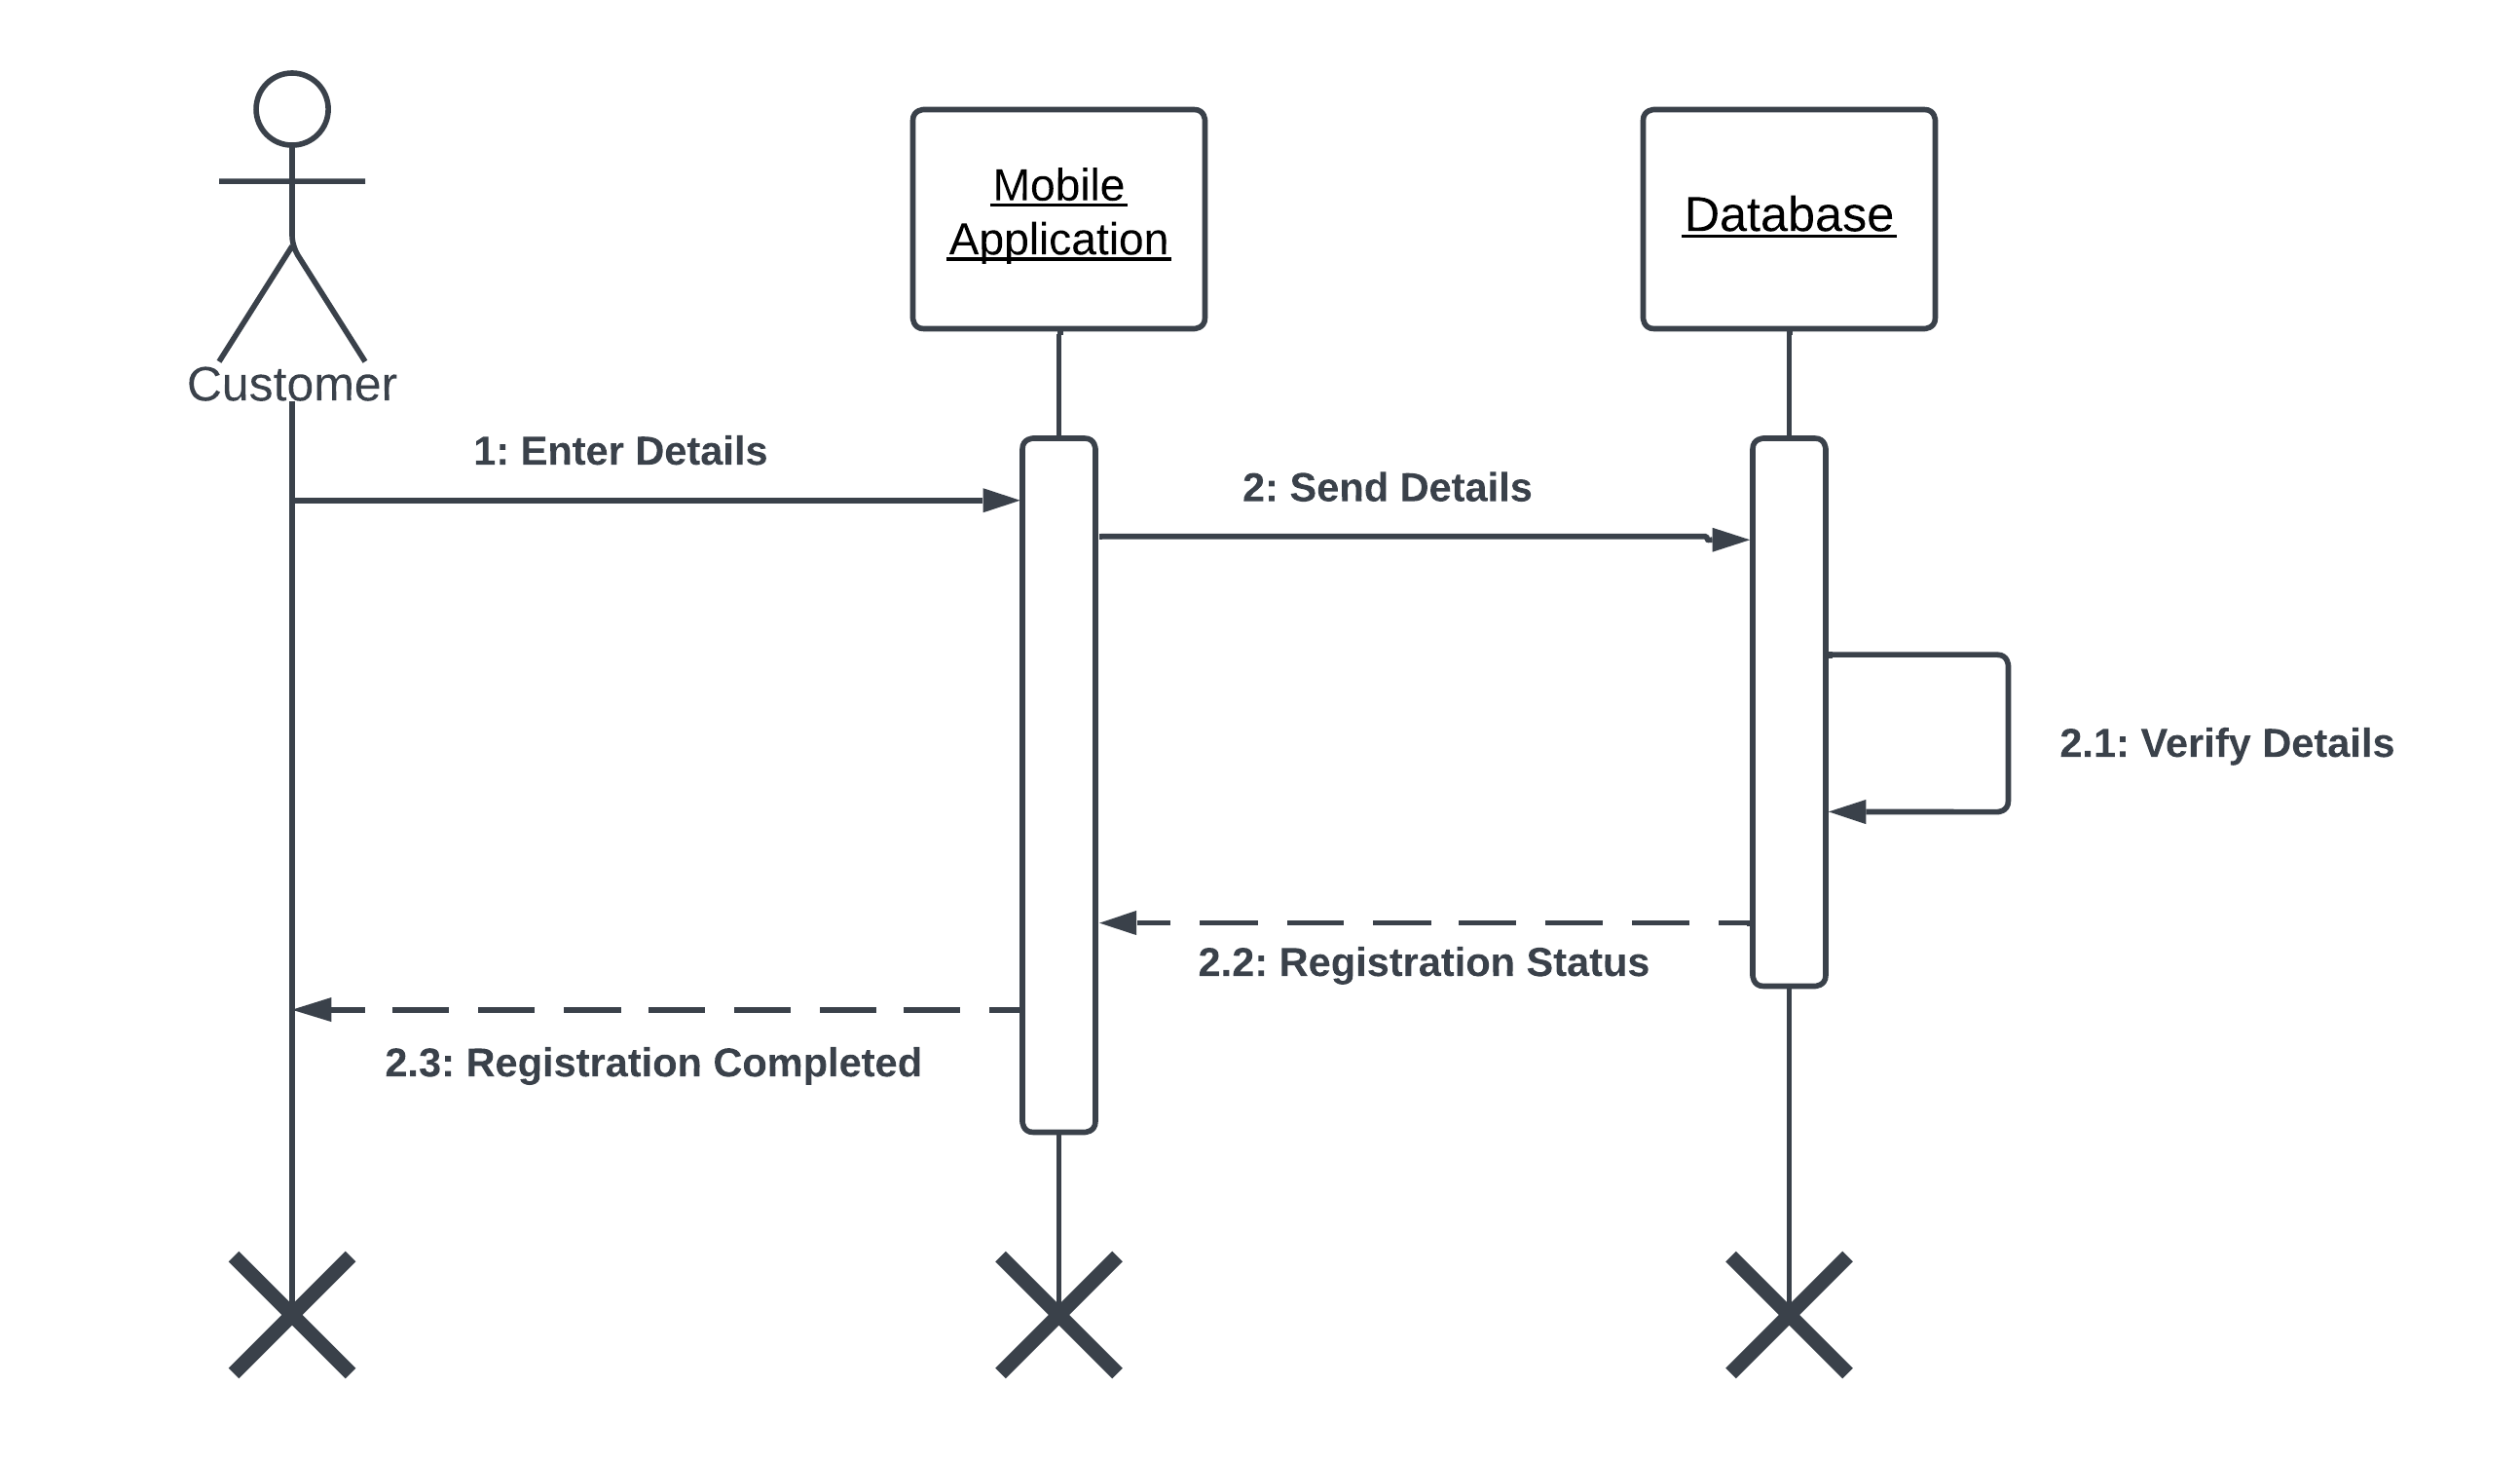 Mobile
Application
Database
Customer
1: Enter Details
2: Send Details
2.1: Verify Details
2.2: Registration Status
2.3: Registration Completed